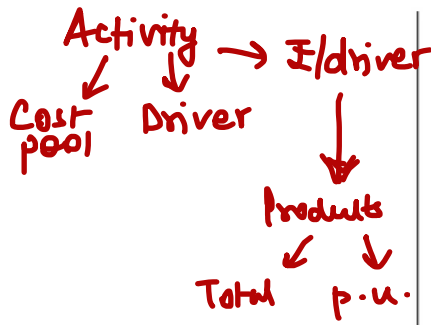 Activity
I/driver
Cost
pool
Driver
Products
Total
p.u.